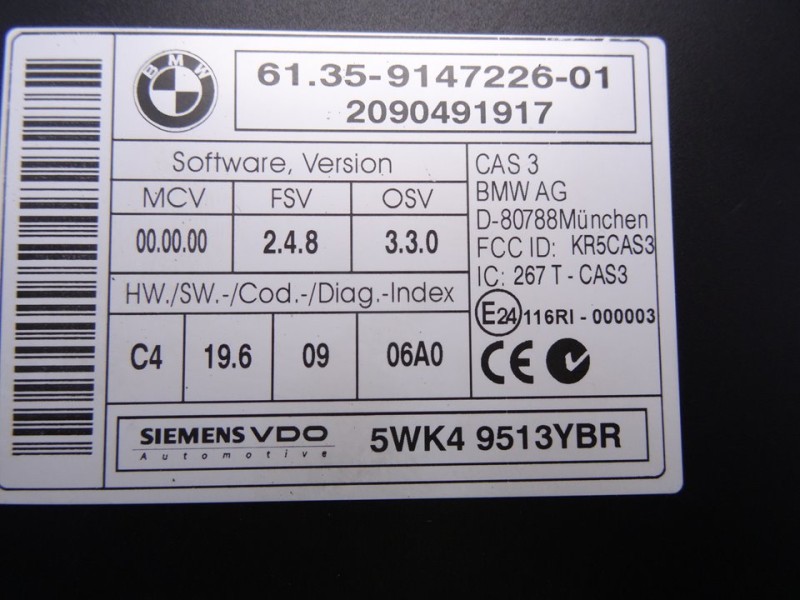 BMW
61.35-9147226-01
2090491917
Software, Version
MCV FSV OSV
00.00.00 2.4.8 3.3.0
HW./SW.-/Cod.-/Diag.-Index
C4 19.6 09 06A0
CAS 3
BMW AG
D-80788München
FCC ID: KR5CAS3
IC: 267 T - CAS3
E24 116RI - 000003
CE
SIEMENS VDO
Automotive
5WK4 9513YBR